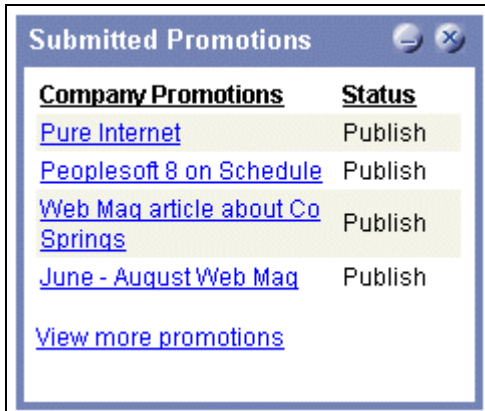 Submitted Promotions
Company Promotions Status
Pure Internet Publish
Peoplesoft 8 on Schedule Publish
Web Mag article about Co
Springs Publish
June - August Web Mag Publish
View more promotions